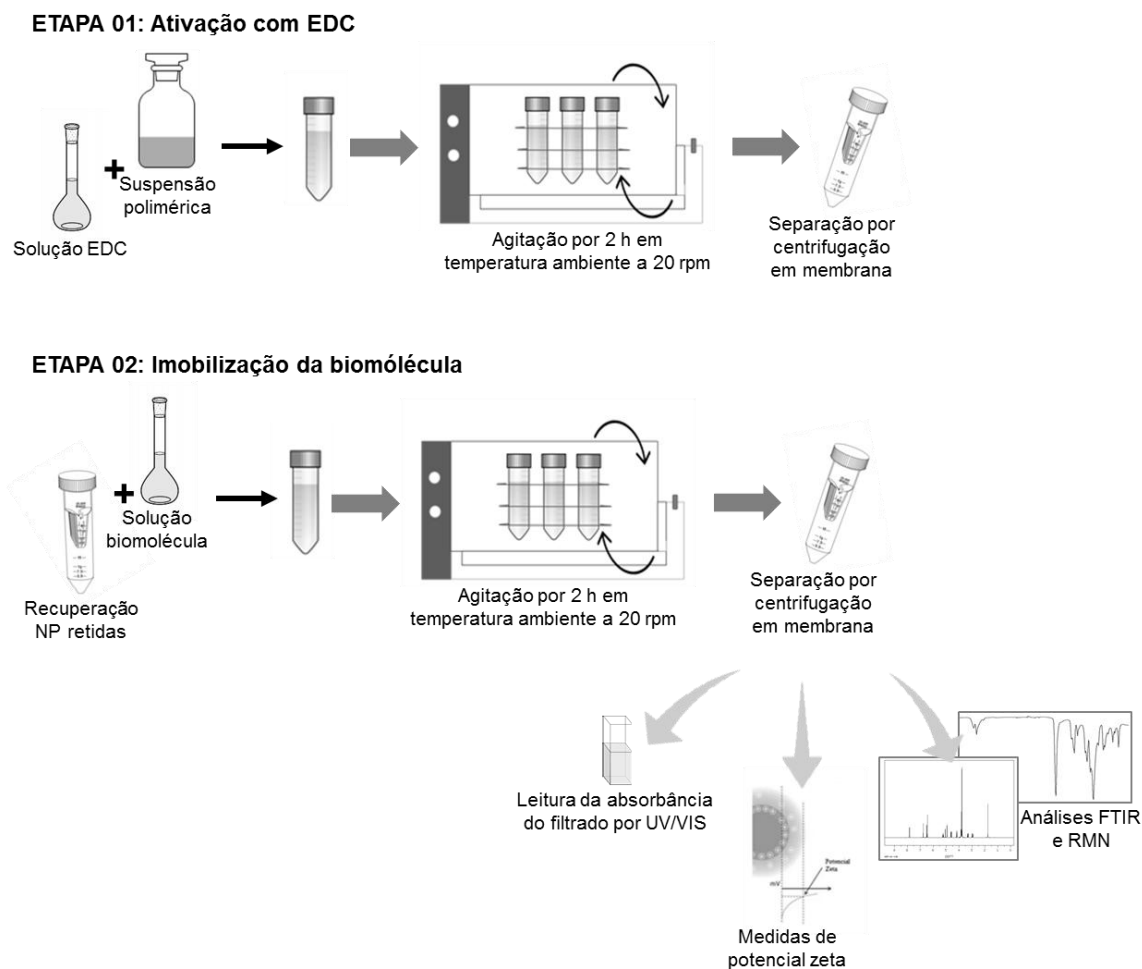 ETAPA 01: Ativação com EDC
Solução EDC
+
Suspensão
polimérica
Agitação por 2 h em
temperatura ambiente a 20 rpm
Separação por
centrifugação
em membrana
ETAPA 02: Imobilização da biomólécula
Recuperação
NP retidas
+
Solução
biomolécula
Agitação por 2 h em
temperatura ambiente a 20 rpm
Separação por
centrifugação
em membrana
Leitura da absorbância
do filtrado por UV/VIS
mV
Potencial
Zeta
Medidas de
potencial zeta
Análises FTIR
e RMN